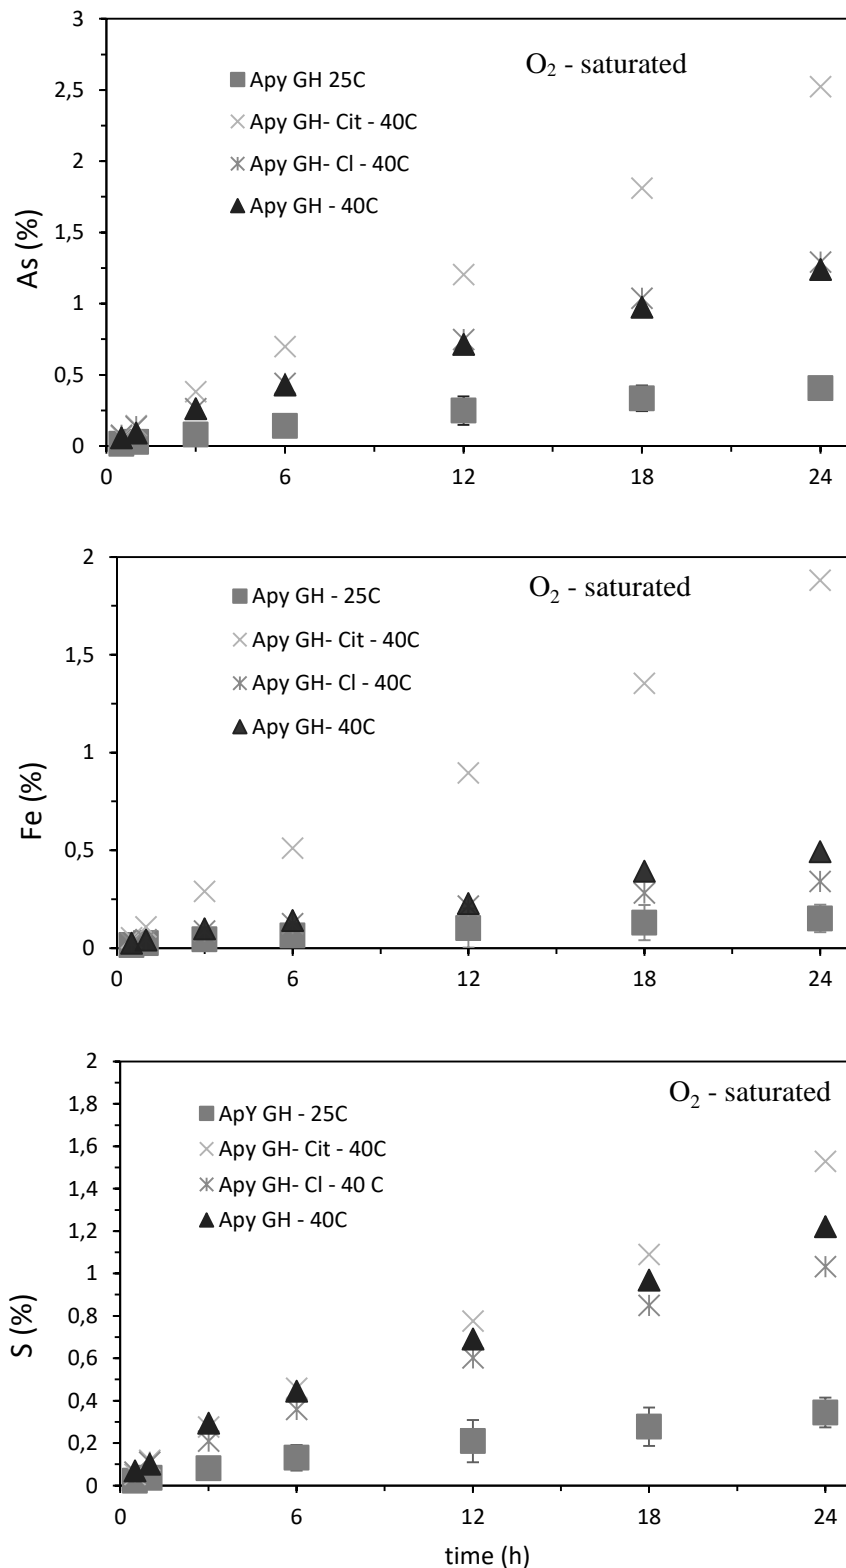 3
2,5
2
1,5
1
0,5
0
As (%)
O2 - saturated
Apy GH 25C
Apy GH- Cit - 40C
Apy GH- Cl - 40C
Apy GH - 40C
0 6 12 18 24
2
1,5
1
0,5
0
Fe (%)
O2 - saturated
Apy GH - 25C
Apy GH- Cit - 40C
Apy GH- Cl - 40C
Apy GH- 40C
0 6 12 18 24
2
1,8
1,6
1,4
1,2
1
0,8
0,6
0,4
0,2
0
S (%)
O2 - saturated
ApY GH - 25C
Apy GH- Cit - 40C
Apy GH- Cl - 40 C
Apy GH - 40C
0 6 12 18 24
time (h)